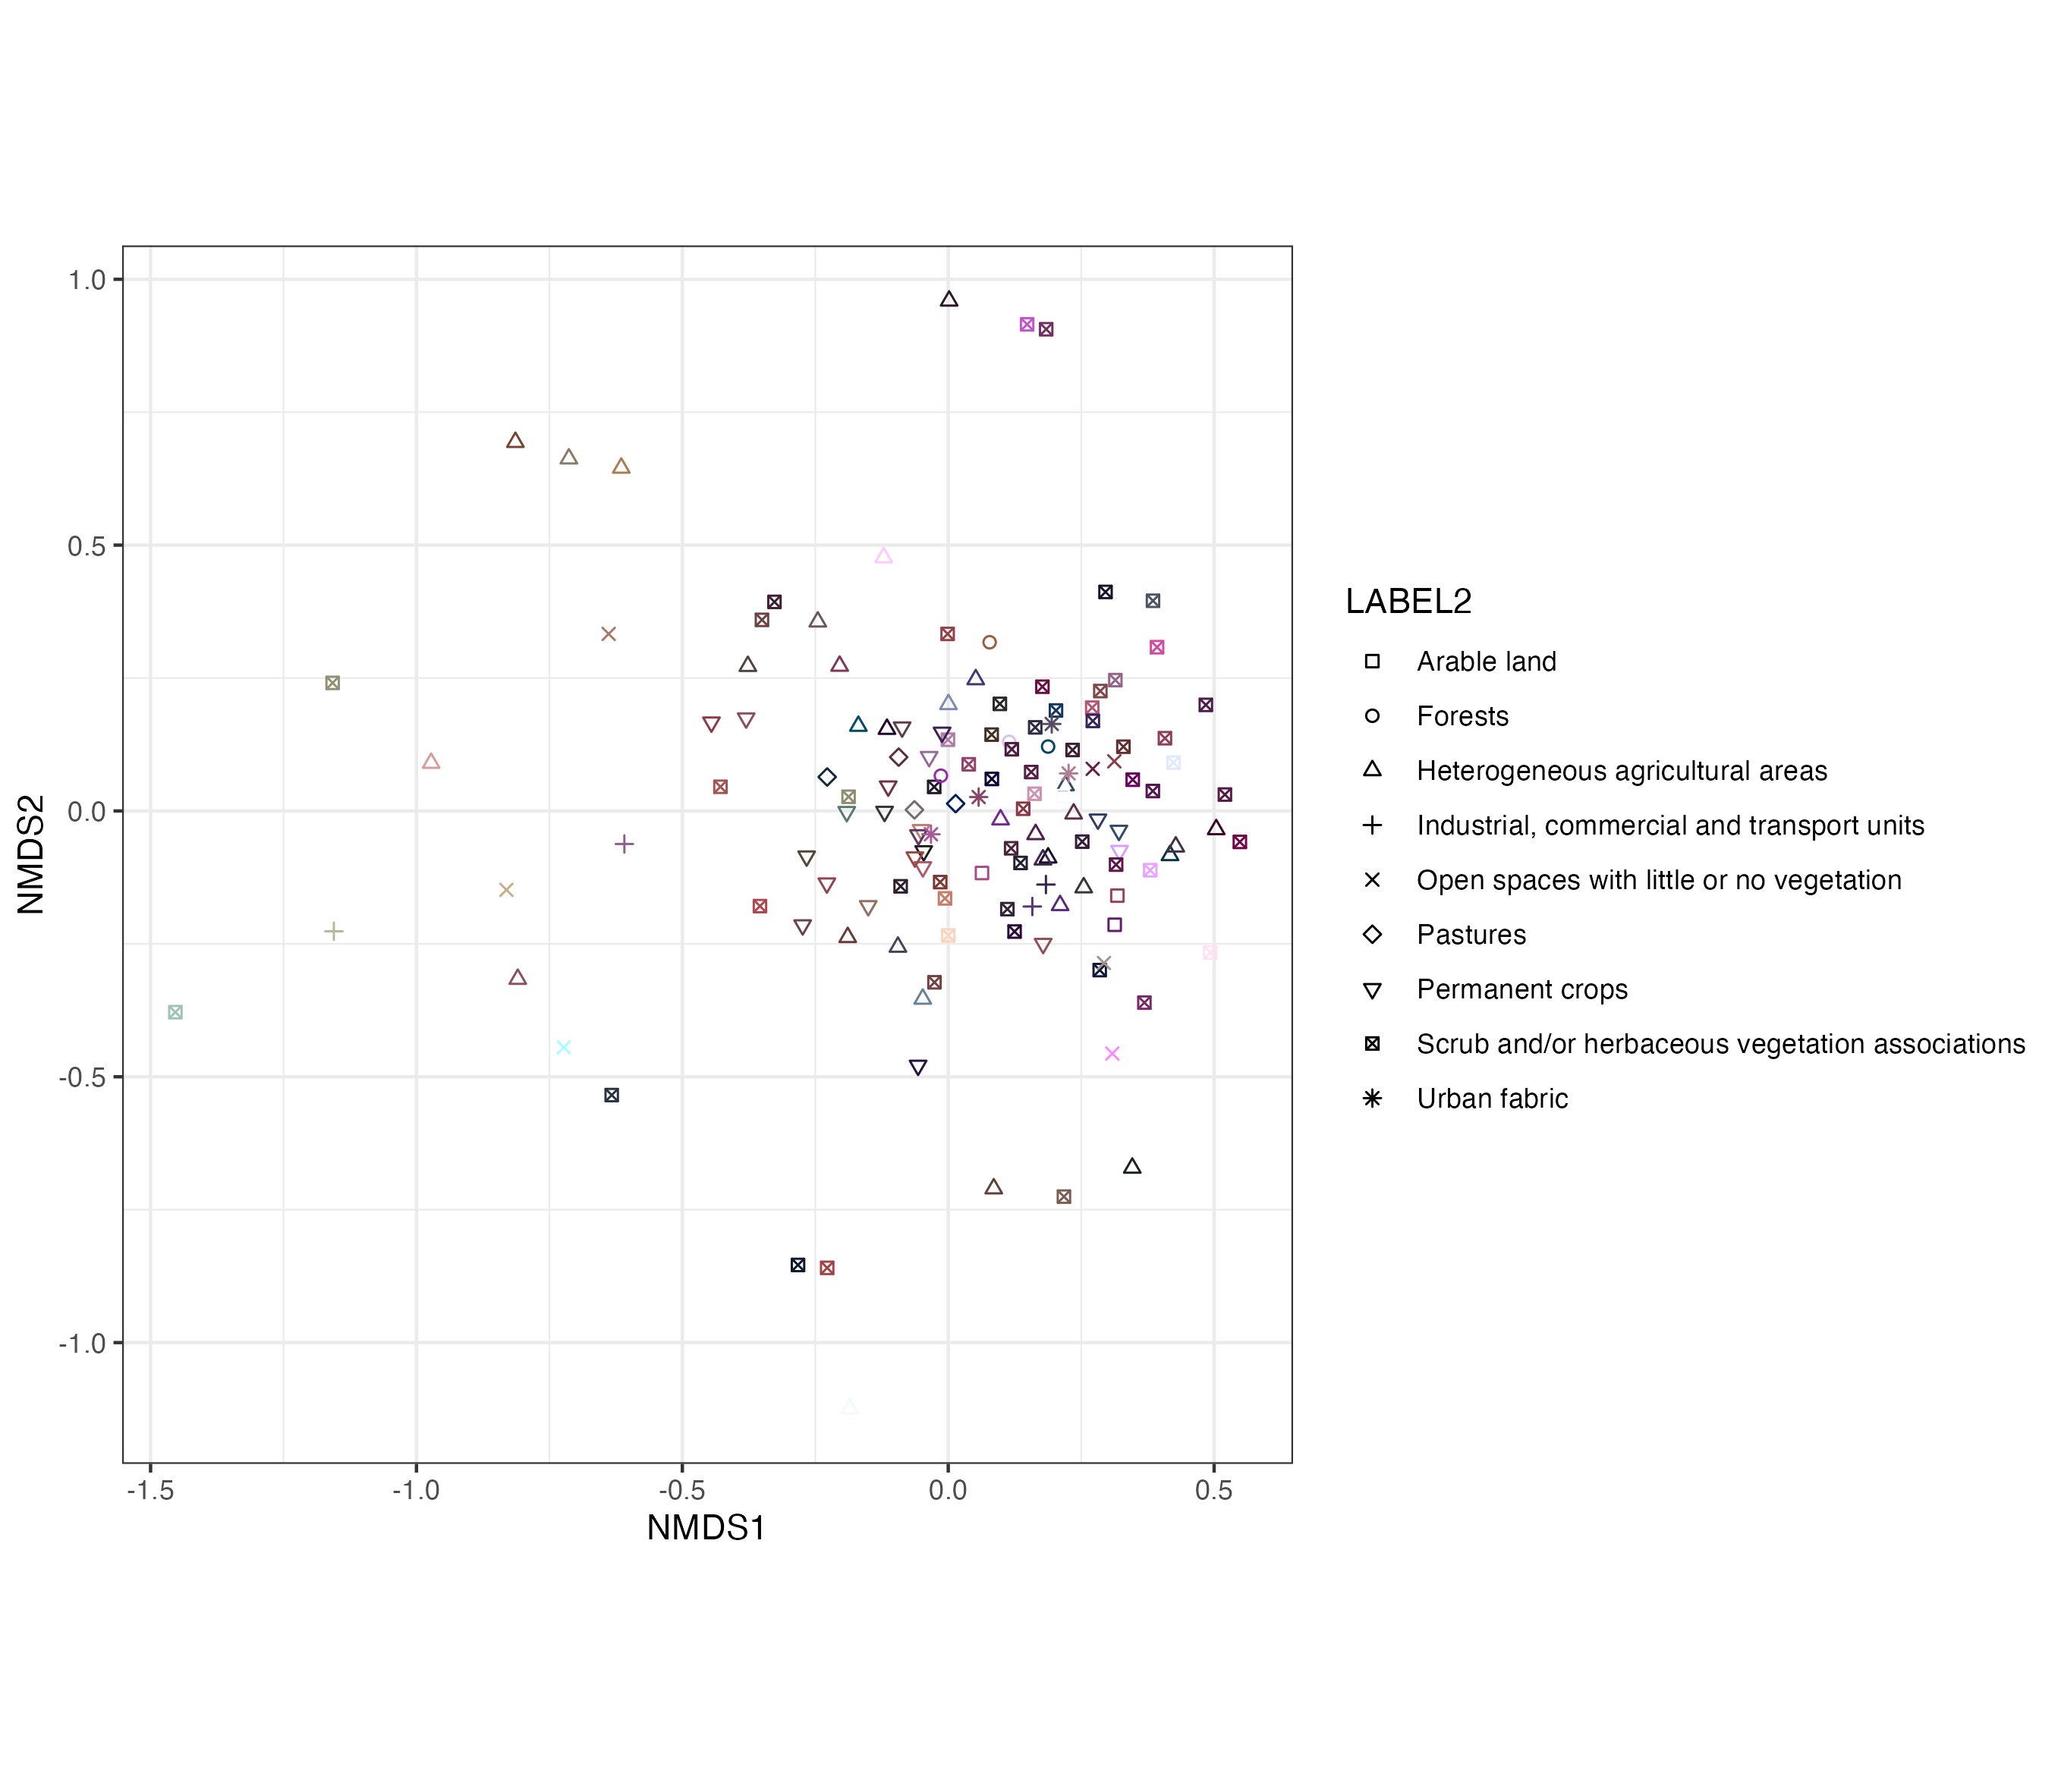 1.0
0.5
0.0
-0.5
-1.0
NMDS2
-1.5
-1.0
-0.5
0.0
0.5
NMDS1
LABEL2
Arable land
Forests
Heterogeneous agricultural areas
Industrial, commercial and transport units
Open spaces with little or no vegetation
Pastures
Permanent crops
Scrub and/or herbaceous vegetation associations
Urban fabric